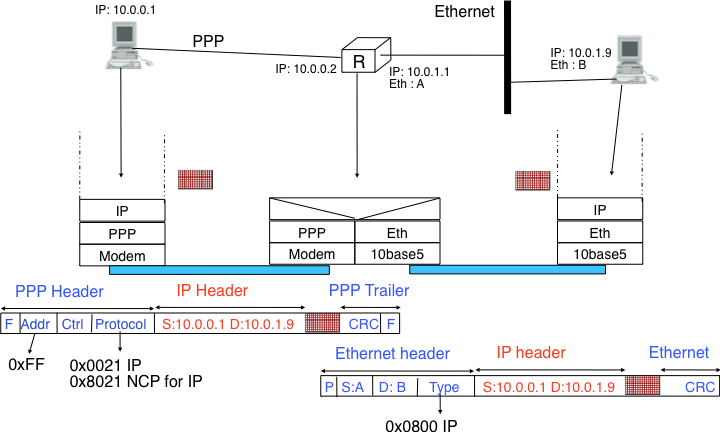 IP: 10.0.0.1
Ethernet
PPP
IP: 10.0.0.2
R
IP: 10.0.1.1
Eth : A
IP: 10.0.1.9
Eth : B
IP
PPP
Modem
PPP
Eth
Modem
10base5
IP
Eth
10base5
PPP Header
IP Header
PPP Trailer
F Addr Ctrl Protocol S:10.0.0.1 D:10.0.1.9 CRC F
0xFF
0x0021 IP
0x8021 NCP for IP
Ethernet header
IP header
Ethernet
P S:A D: B Type S:10.0.0.1 D:10.0.1.9 CRC
0x0800 IP